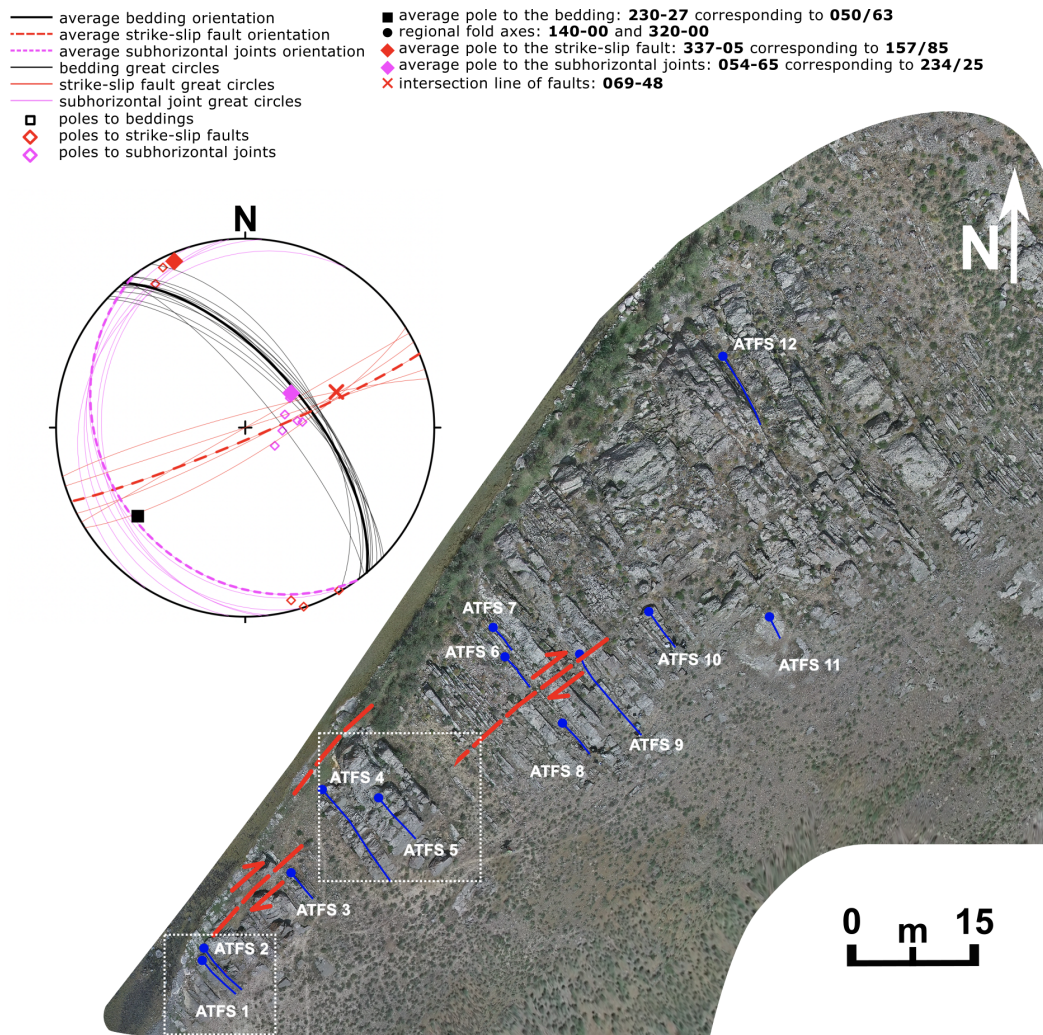 average bedding orientation
average strike-slip fault orientation
average subhorizontal joints orientation
bedding great circles
strike-slip fault great circles
subhorizontal joint great circles
poles to beddings
poles to strike-slip faults
poles to subhorizontal joints
average pole to the bedding: 230-27 corresponding to 050/63
regional fold axes: 140-00 and 320-00
average pole to the strike-slip fault: 337-05 corresponding to 157/85
average pole to the subhorizontal joints: 054-65 corresponding to 234/25
intersection line of faults: 069-48
N
N
ATFS 12
ATFS 7
ATFS 6
ATFS 10
ATFS 11
ATFS 9
ATFS 8
ATFS 4
ATFS 5
ATFS 3
ATFS 2
ATFS 1
0 m 15